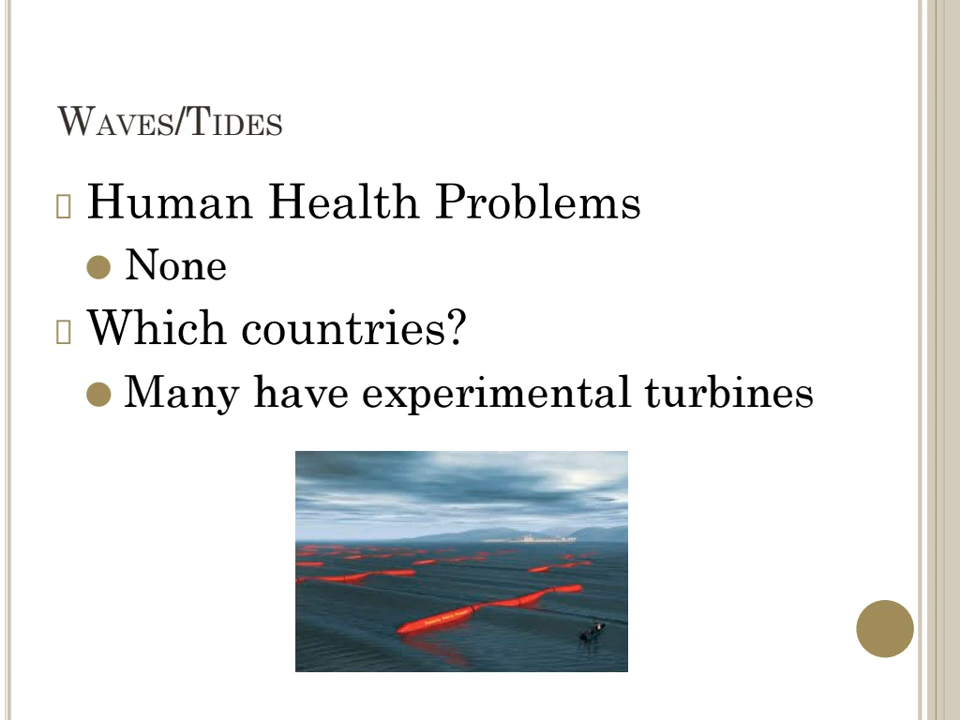 Waves/Tides
Human Health Problems
None
Which countries?
Many have experimental turbines